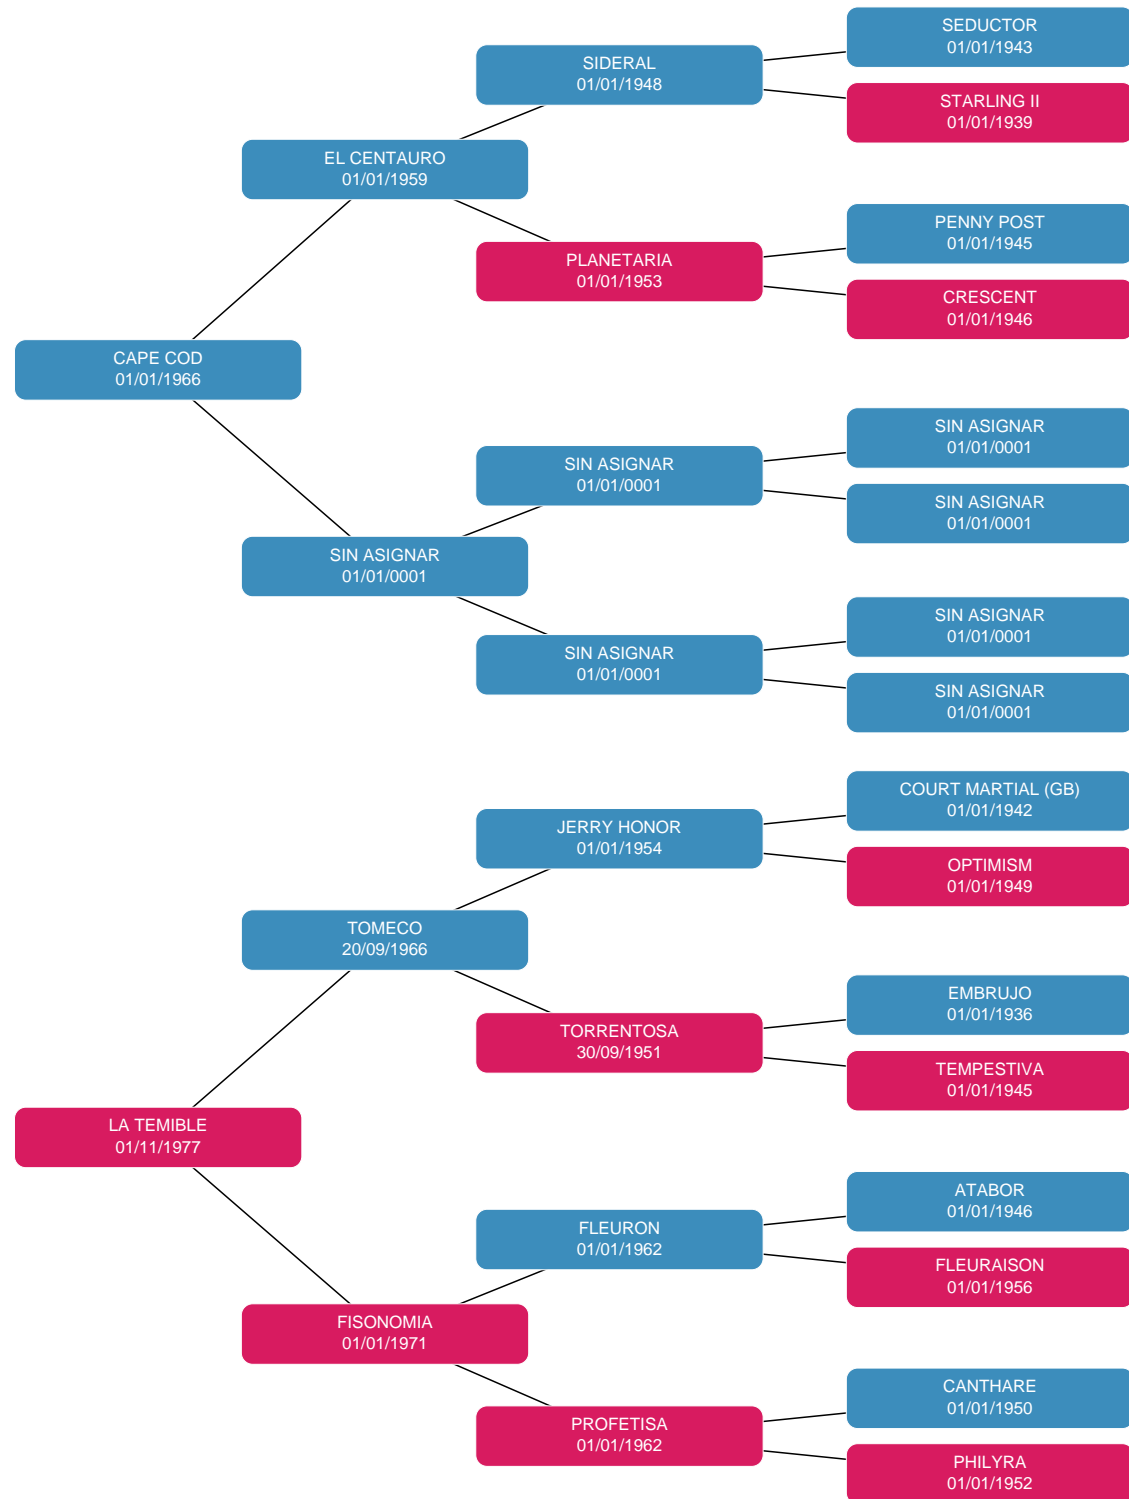 SEDUCTOR
01/01/1943
SIDERAL
01/01/1948
STARLING II
01/01/1939
EL CENTAURO
01/01/1959
PENNY POST
01/01/1945
PLANETARIA
01/01/1953
CRESCENT
01/01/1946
CAPE COD
01/01/1966
SIN ASIGNAR
01/01/0001
SIN ASIGNAR
01/01/0001
SIN ASIGNAR
01/01/0001
SIN ASIGNAR
01/01/0001
SIN ASIGNAR
01/01/0001
SIN ASIGNAR
01/01/0001
SIN ASIGNAR
01/01/0001
COURT MARTIAL (GB)
01/01/1942
JERRY HONOR
01/01/1954
OPTIMISM
01/01/1949
TOMECO
20/09/1966
EMBRUJO
01/01/1936
TORRENTOSA
30/09/1951
TEMPESTIVA
01/01/1945
LA TEMIBLE
01/11/1977
ATABOR
01/01/1946
FLEURON
01/01/1962
FLEURAISON
01/01/1956
FISONOMIA
01/01/1971
CANTHARE
01/01/1950
PROFETISA
01/01/1962
PHILYRA
01/01/1952